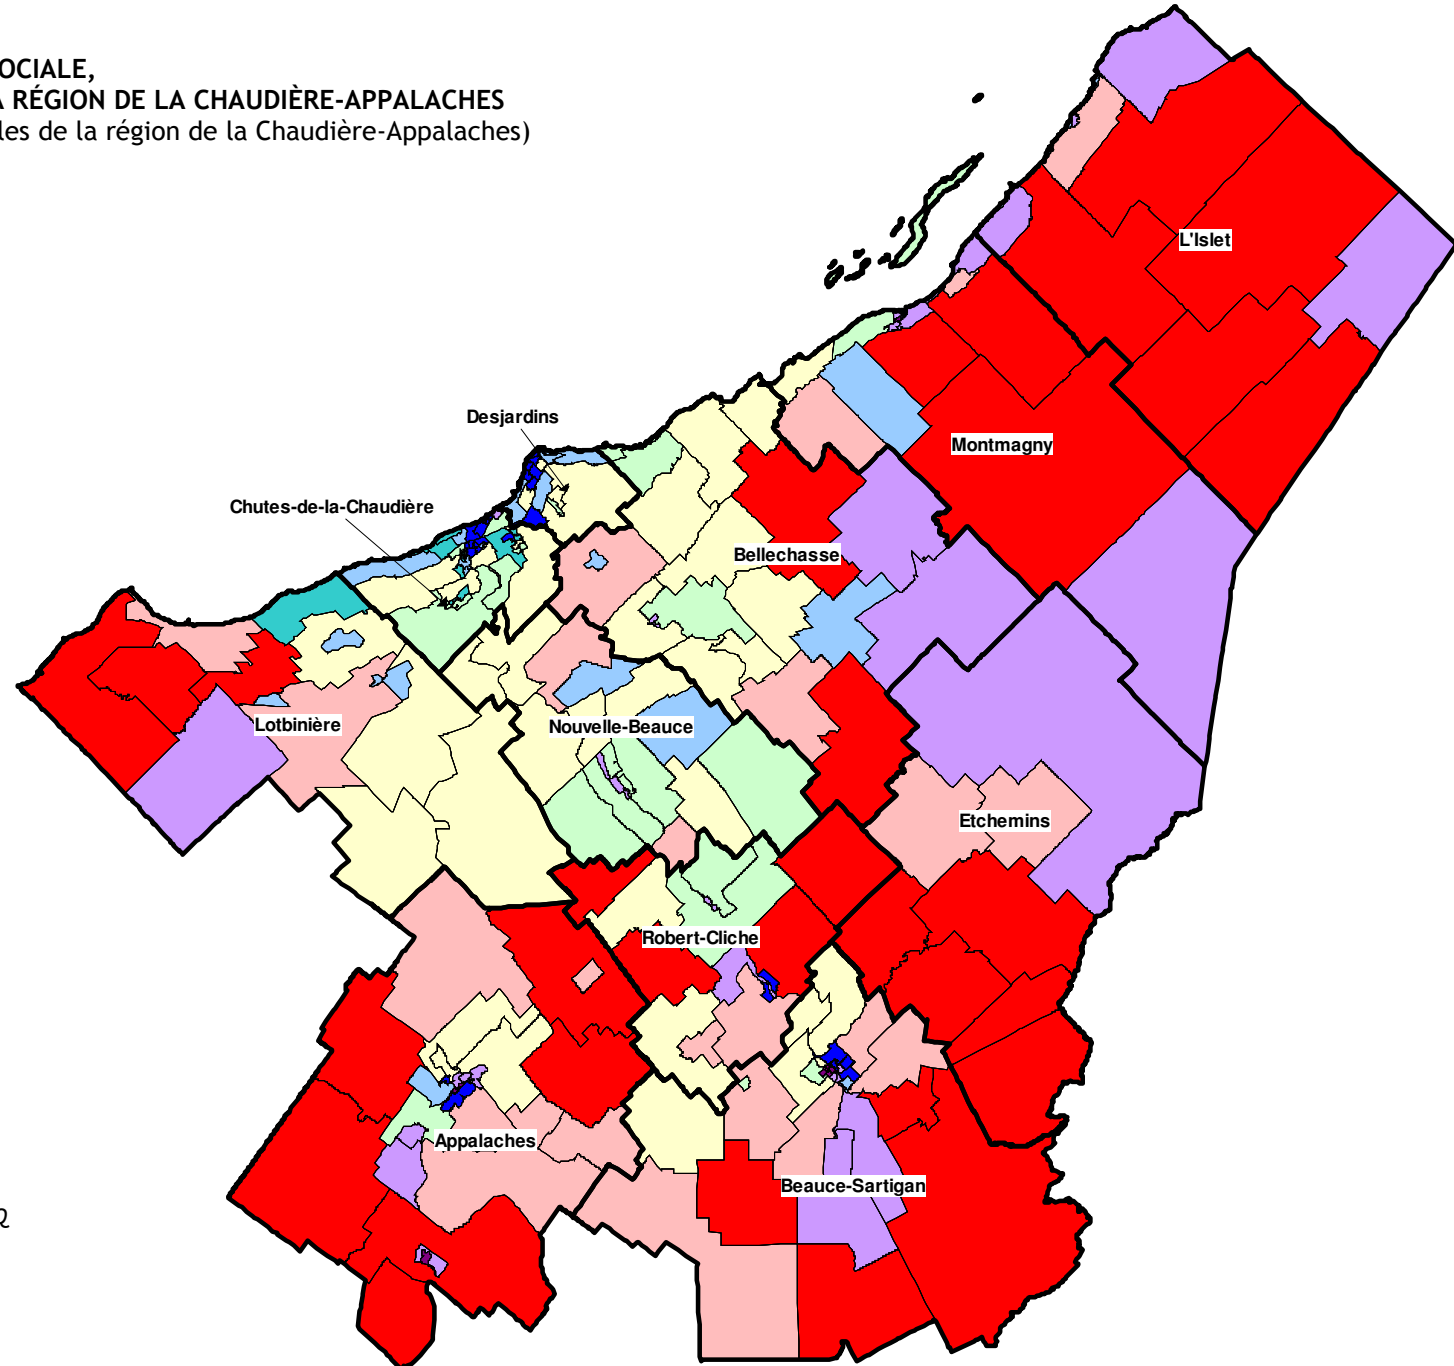 OCIALE,
A RÉGION DE LA CHAUDIÈRE-APPALACHES
les de la région de la Chaudière-Appalaches)
L'Islet
Desjardins
Montmagny
Chutes-de-la-Chaudière
Bellechasse
Lotbinière
Nouvelle-Beauce
Etchemins
Robert-Cliche
Appalaches
Beauce-Sartigan